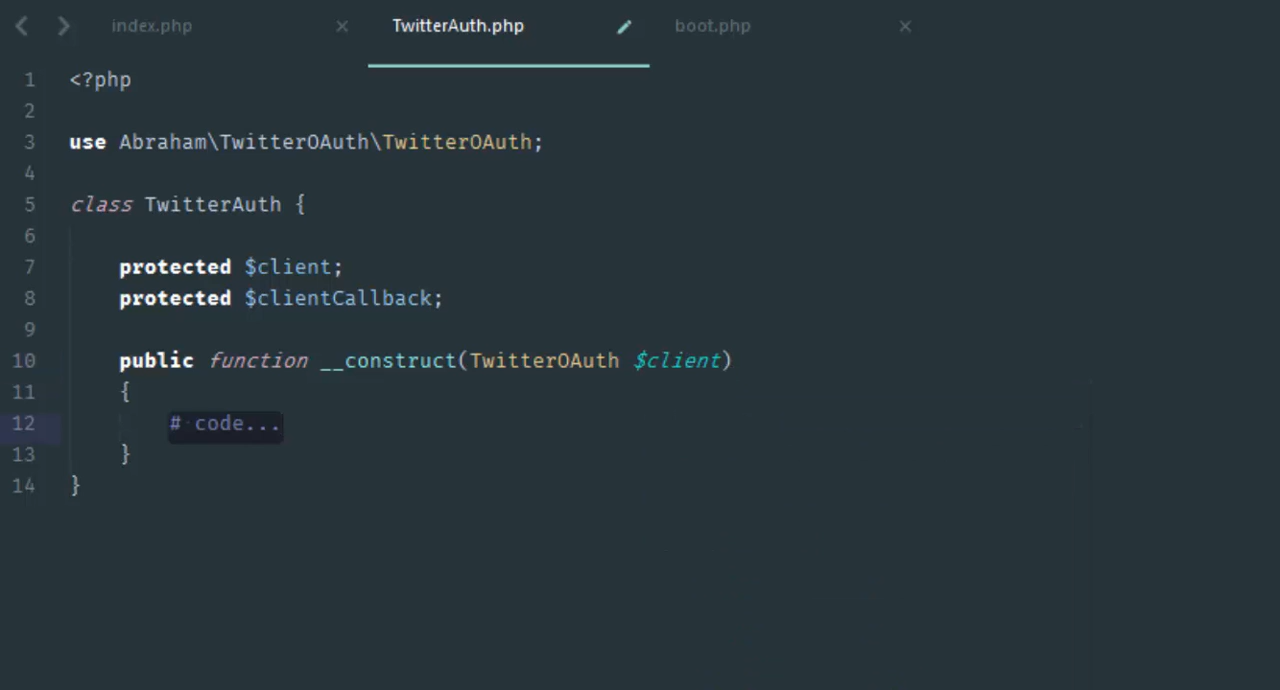 index.php TwitterAuth.php boot.php
1 <?php
2
3 use Abraham\TwitterOAuth\TwitterOAuth;
4
5 class TwitterAuth {
6
7 protected $client;
8 protected $clientCallback;
9
10 public function __construct(TwitterOAuth $client)
11 {
12 # code...
13 }
14 }